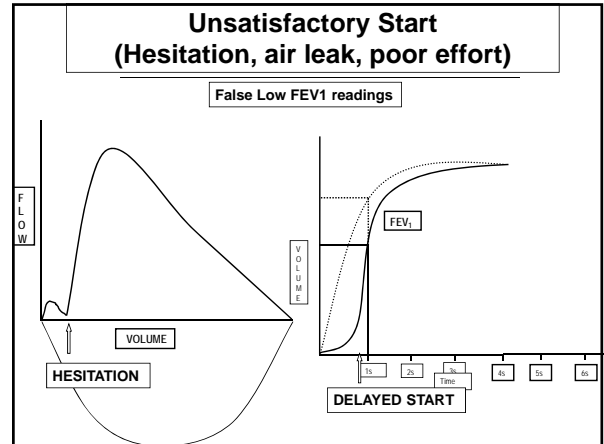 Unsatisfactory Start
(Hesitation, air leak, poor effort)
False Low FEV1 readings
FLOW
VOLUME
HESITATION
VOLUME
FEV₁
1s 2s 3s 4s 5s 6s
Time
DELAYED START